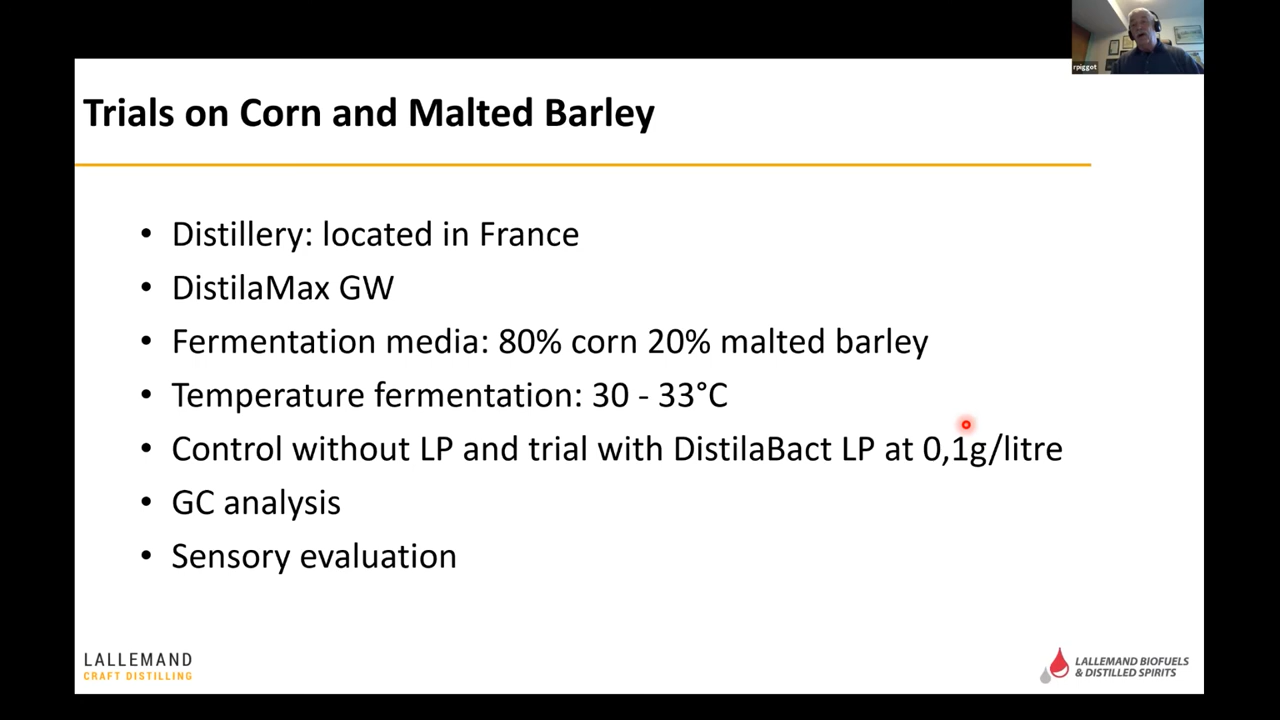 rpiggot
Trials on Corn and Malted Barley
• Distillery: located in France
• DistilaMax GW
• Fermentation media: 80% corn 20% malted barley
• Temperature fermentation: 30 - 33°C
• Control without LP and trial with DistilaBact LP at 0,1g/litre
• GC analysis
• Sensory evaluation
LALLEMAND
CRAFT DISTILLING
LALLEMAND BIOFUELS
& DISTILLED SPIRITS